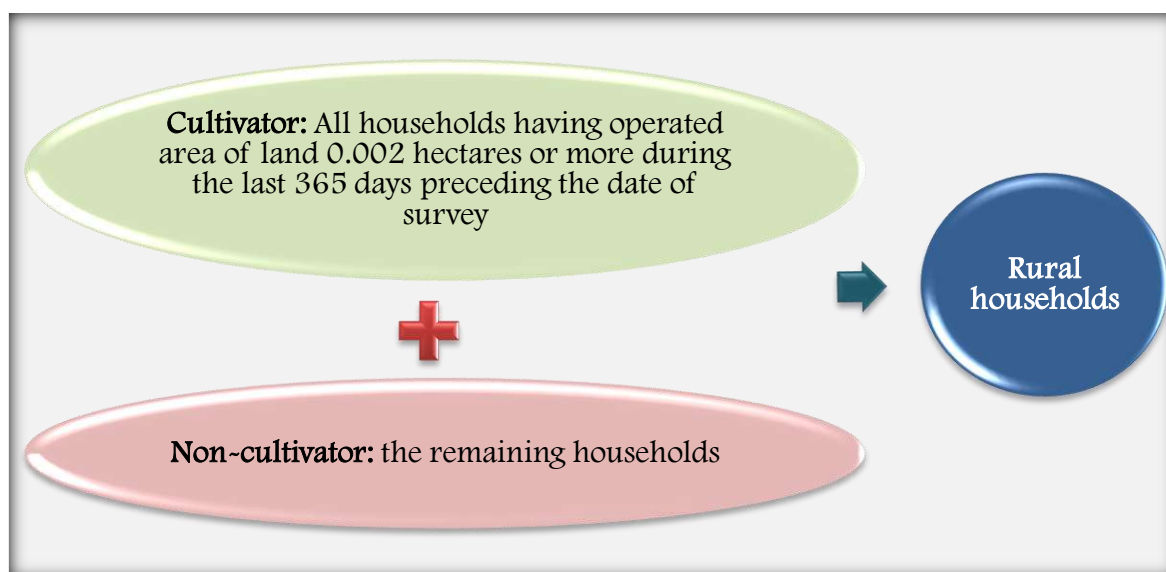 Cultivator: All households having operated
area of land 0.002 hectares or more during
the last 365 days preceding the date of
survey
Non-cultivator: the remaining households
Rural
households